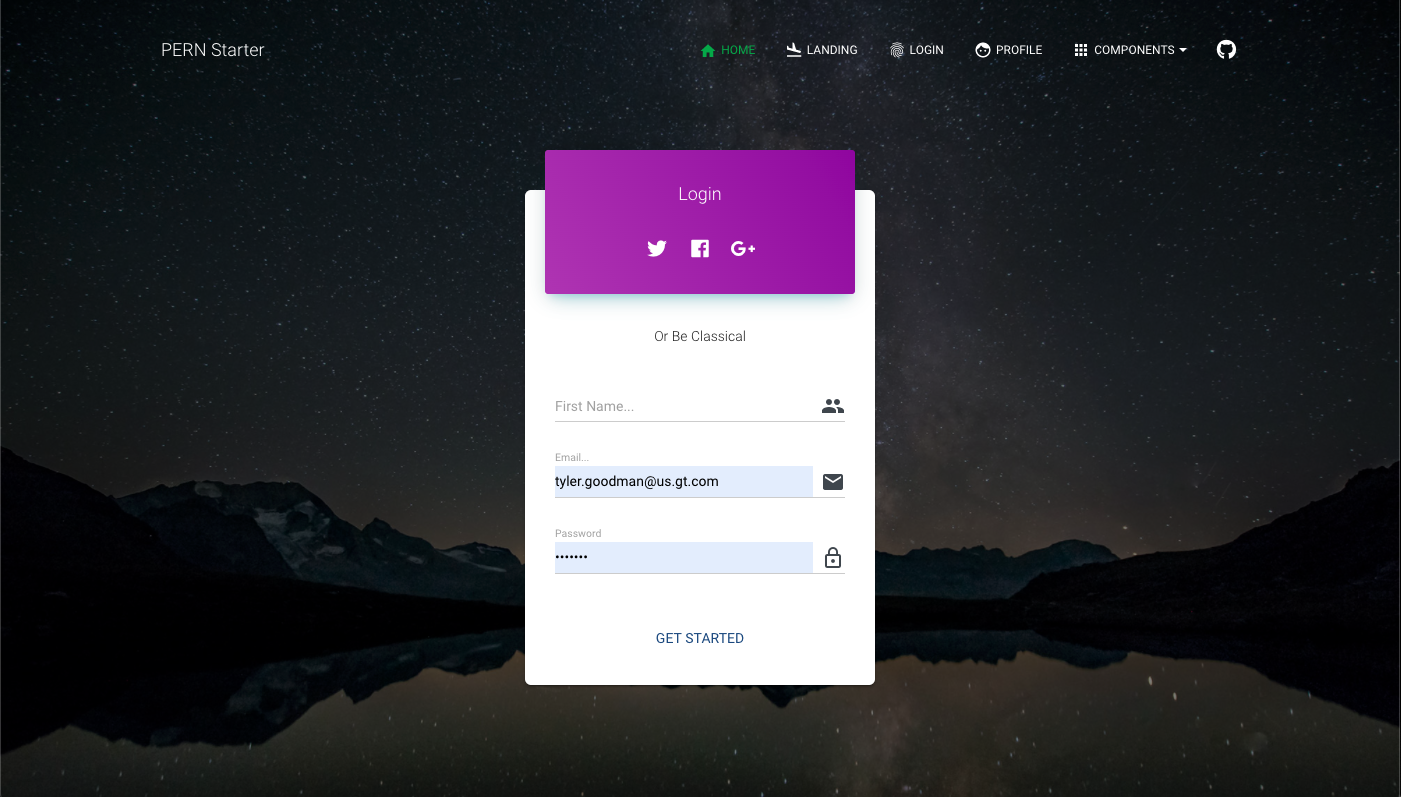 PERN Starter
HOME
LANDING
LOGIN
PROFILE
COMPONENTS
Login
G+
Or Be Classical
First Name...
Email...
tyler.goodman@us.gt.com
Password
•••••••
GET STARTED